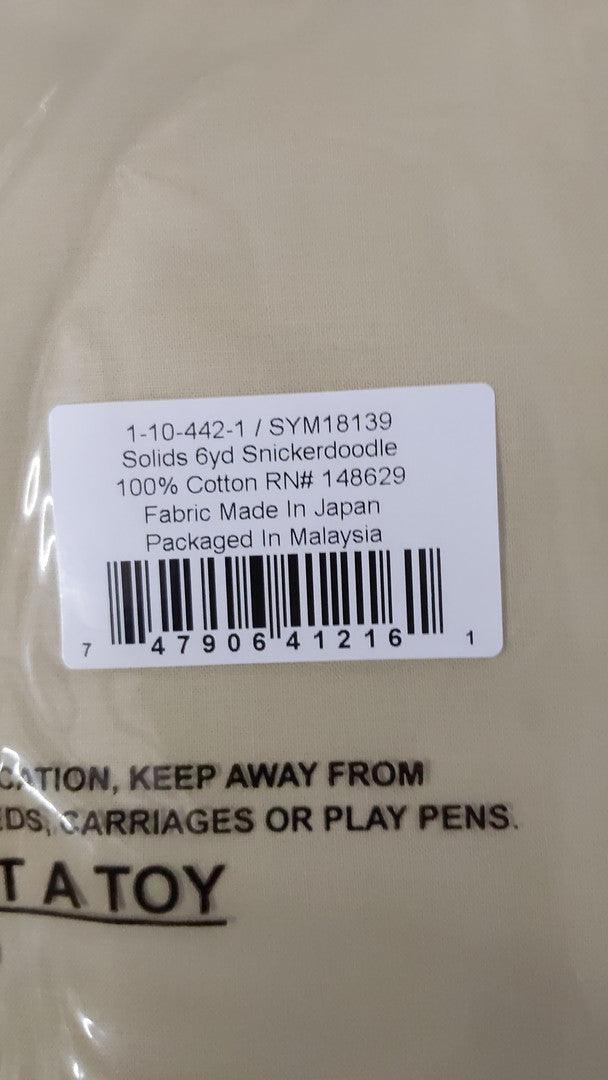 1-10-442-1 / SYM18139
Solids 6yd Snickerdoodle
100% Cotton RN# 148629
Fabric Made In Japan
Packaged In Malaysia
7 47906 41216 1
CATION, KEEP AWAY FROM
EDS, CARRIAGES OR PLAY PENS.
T A TOY